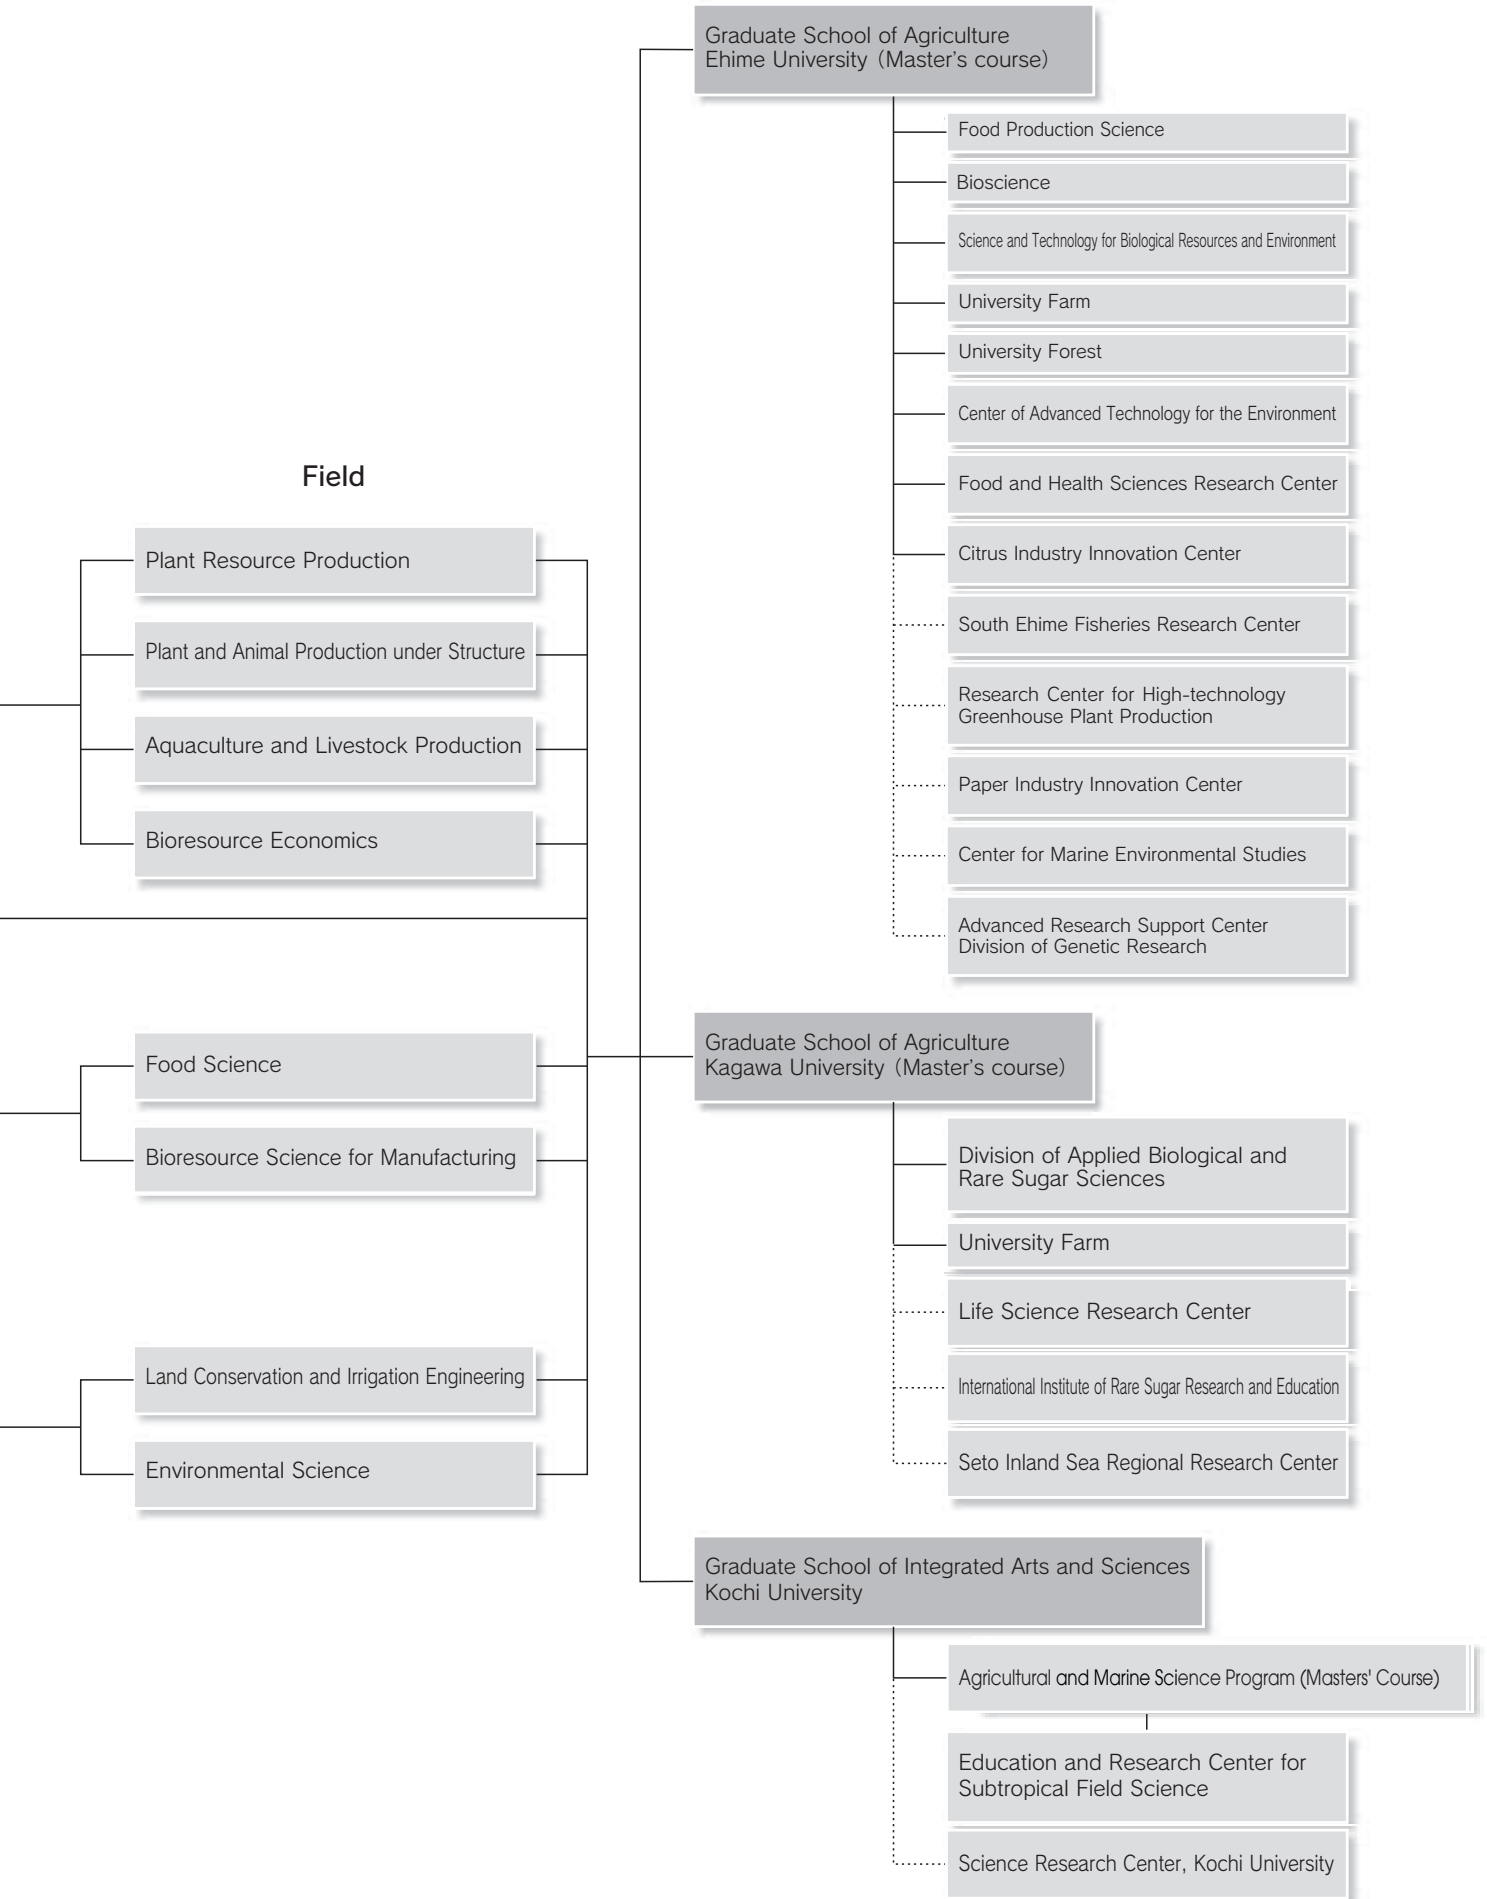 Field
Plant Resource Production
Plant and Animal Production under Structure
Aquaculture and Livestock Production
Bioresource Economics
Food Science
Bioresource Science for Manufacturing
Land Conservation and Irrigation Engineering
Environmental Science
Graduate School of Agriculture
Ehime University (Master's course)
Food Production Science
Bioscience
Science and Technology for Biological Resources and Environment
University Farm
University Forest
Center of Advanced Technology for the Environment
Food and Health Sciences Research Center
Citrus Industry Innovation Center
South Ehime Fisheries Research Center
Research Center for High-technology
Greenhouse Plant Production
Paper Industry Innovation Center
Center for Marine Environmental Studies
Advanced Research Support Center
Division of Genetic Research
Graduate School of Agriculture
Kagawa University (Master's course)
Division of Applied Biological and
Rare Sugar Sciences
University Farm
Life Science Research Center
International Institute of Rare Sugar Research and Education
Seto Inland Sea Regional Research Center
Graduate School of Integrated Arts and Sciences
Kochi University
Agricultural and Marine Science Program (Masters' Course)
Education and Research Center for
Subtropical Field Science
Science Research Center, Kochi University